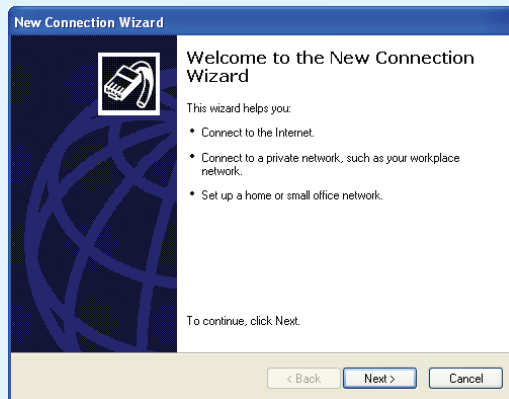 New Connection Wizard
Welcome to the New Connection
Wizard
This wizard helps you:
• Connect to the Internet.
• Connect to a private network, such as your workplace
network.
• Set up a home or small office network.
To continue, click Next.
< Back Next > Cancel